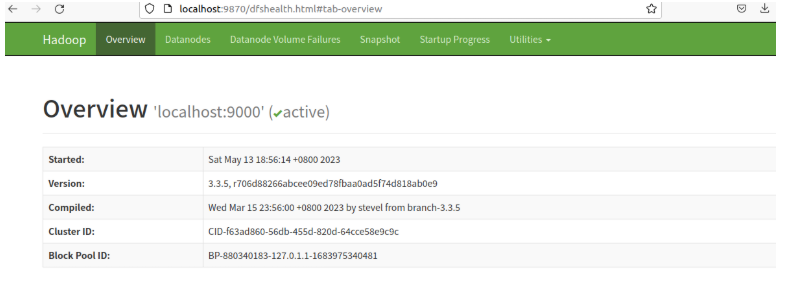 localhost:9870/dfshealth.html#tab-overview
Hadoop Overview Datanodes Datanode Volume Failures Snapshot Startup Progress Utilities
Overview 'localhost:9000' (✔active)
Started: Sat May 13 18:56:14 +0800 2023
Version: 3.3.5, r706d88266abcee09ed78fbaa0ad5f74d818ab0e9
Compiled: Wed Mar 15 23:56:00 +0800 2023 by stevel from branch-3.3.5
Cluster ID: CID-f63ad860-56db-455d-820d-64cce58e9c9c
Block Pool ID: BP-880340183-127.0.1.1-1683975340481